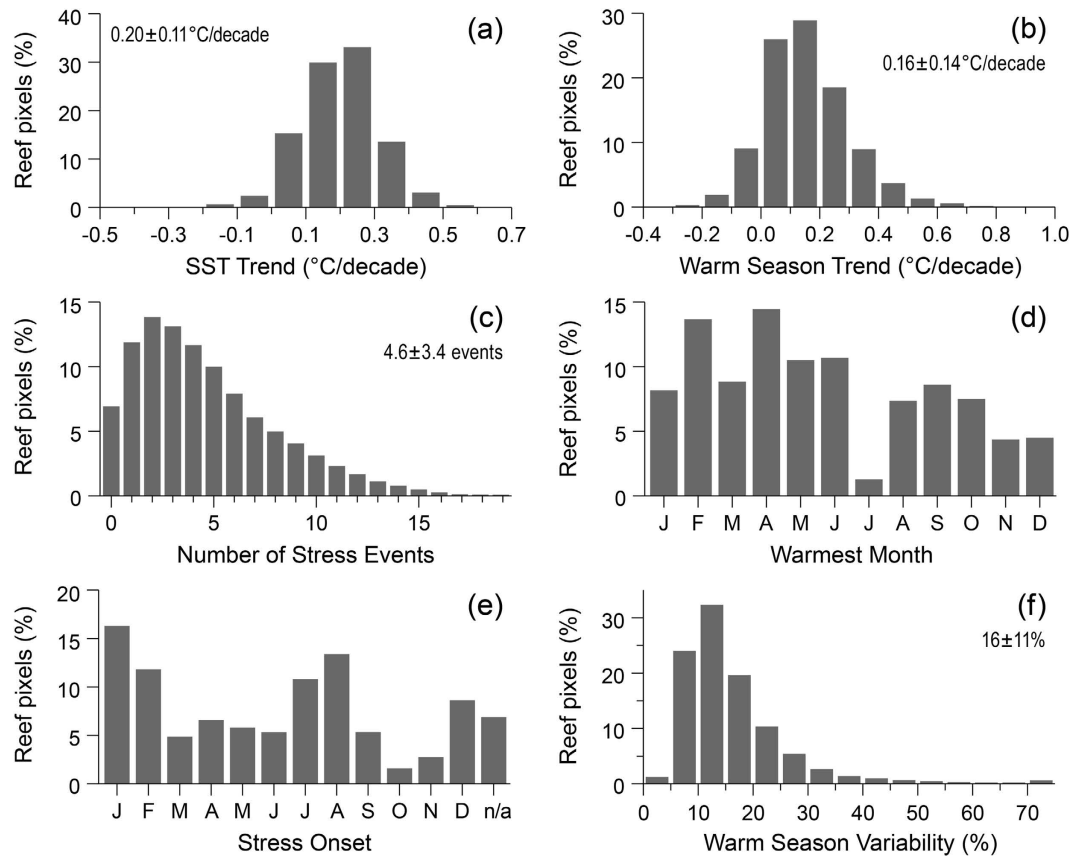 (a)
0.20±0.11°C/decade
Reef pixels (%)
40
30
20
10
0
-0.5 -0.3 -0.1 0.1 0.3 0.5 0.7
SST Trend (°C/decade)
(b)
0.16±0.14°C/decade
Reef pixels (%)
30
20
10
0
-0.4 -0.2 0.0 0.2 0.4 0.6 0.8 1.0
Warm Season Trend (°C/decade)
(c)
4.6±3.4 events
Reef pixels (%)
15
10
5
0
0 5 10 15
Number of Stress Events
(d)
Reef pixels (%)
15
10
5
0
J F M A M J J A S O N D
Warmest Month
(e)
Reef pixels (%)
20
15
10
5
0
J F M A M J J A S O N D n/a
Stress Onset
(f)
16±11%
Reef pixels (%)
30
20
10
0
0 10 20 30 40 50 60 70
Warm Season Variability (%)